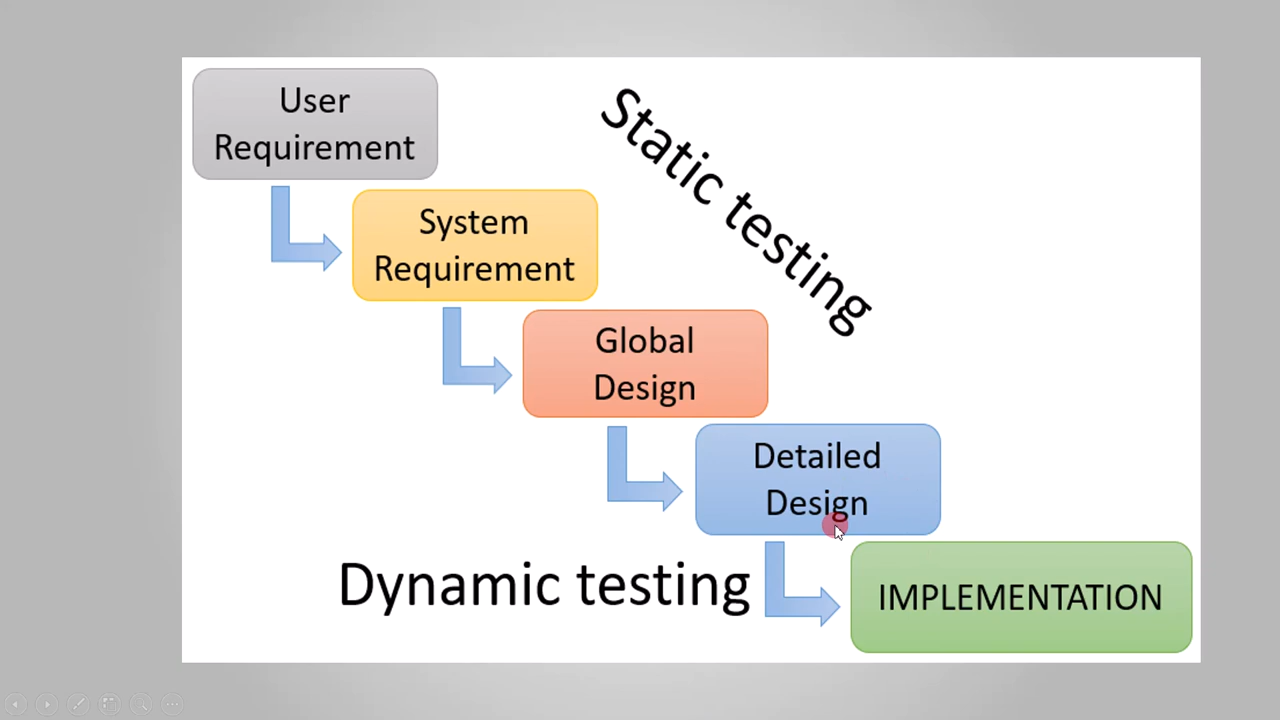 User
Requirement
Static testing
System
Requirement
Global
Design
Detailed
Design
Dynamic testing
IMPLEMENTATION